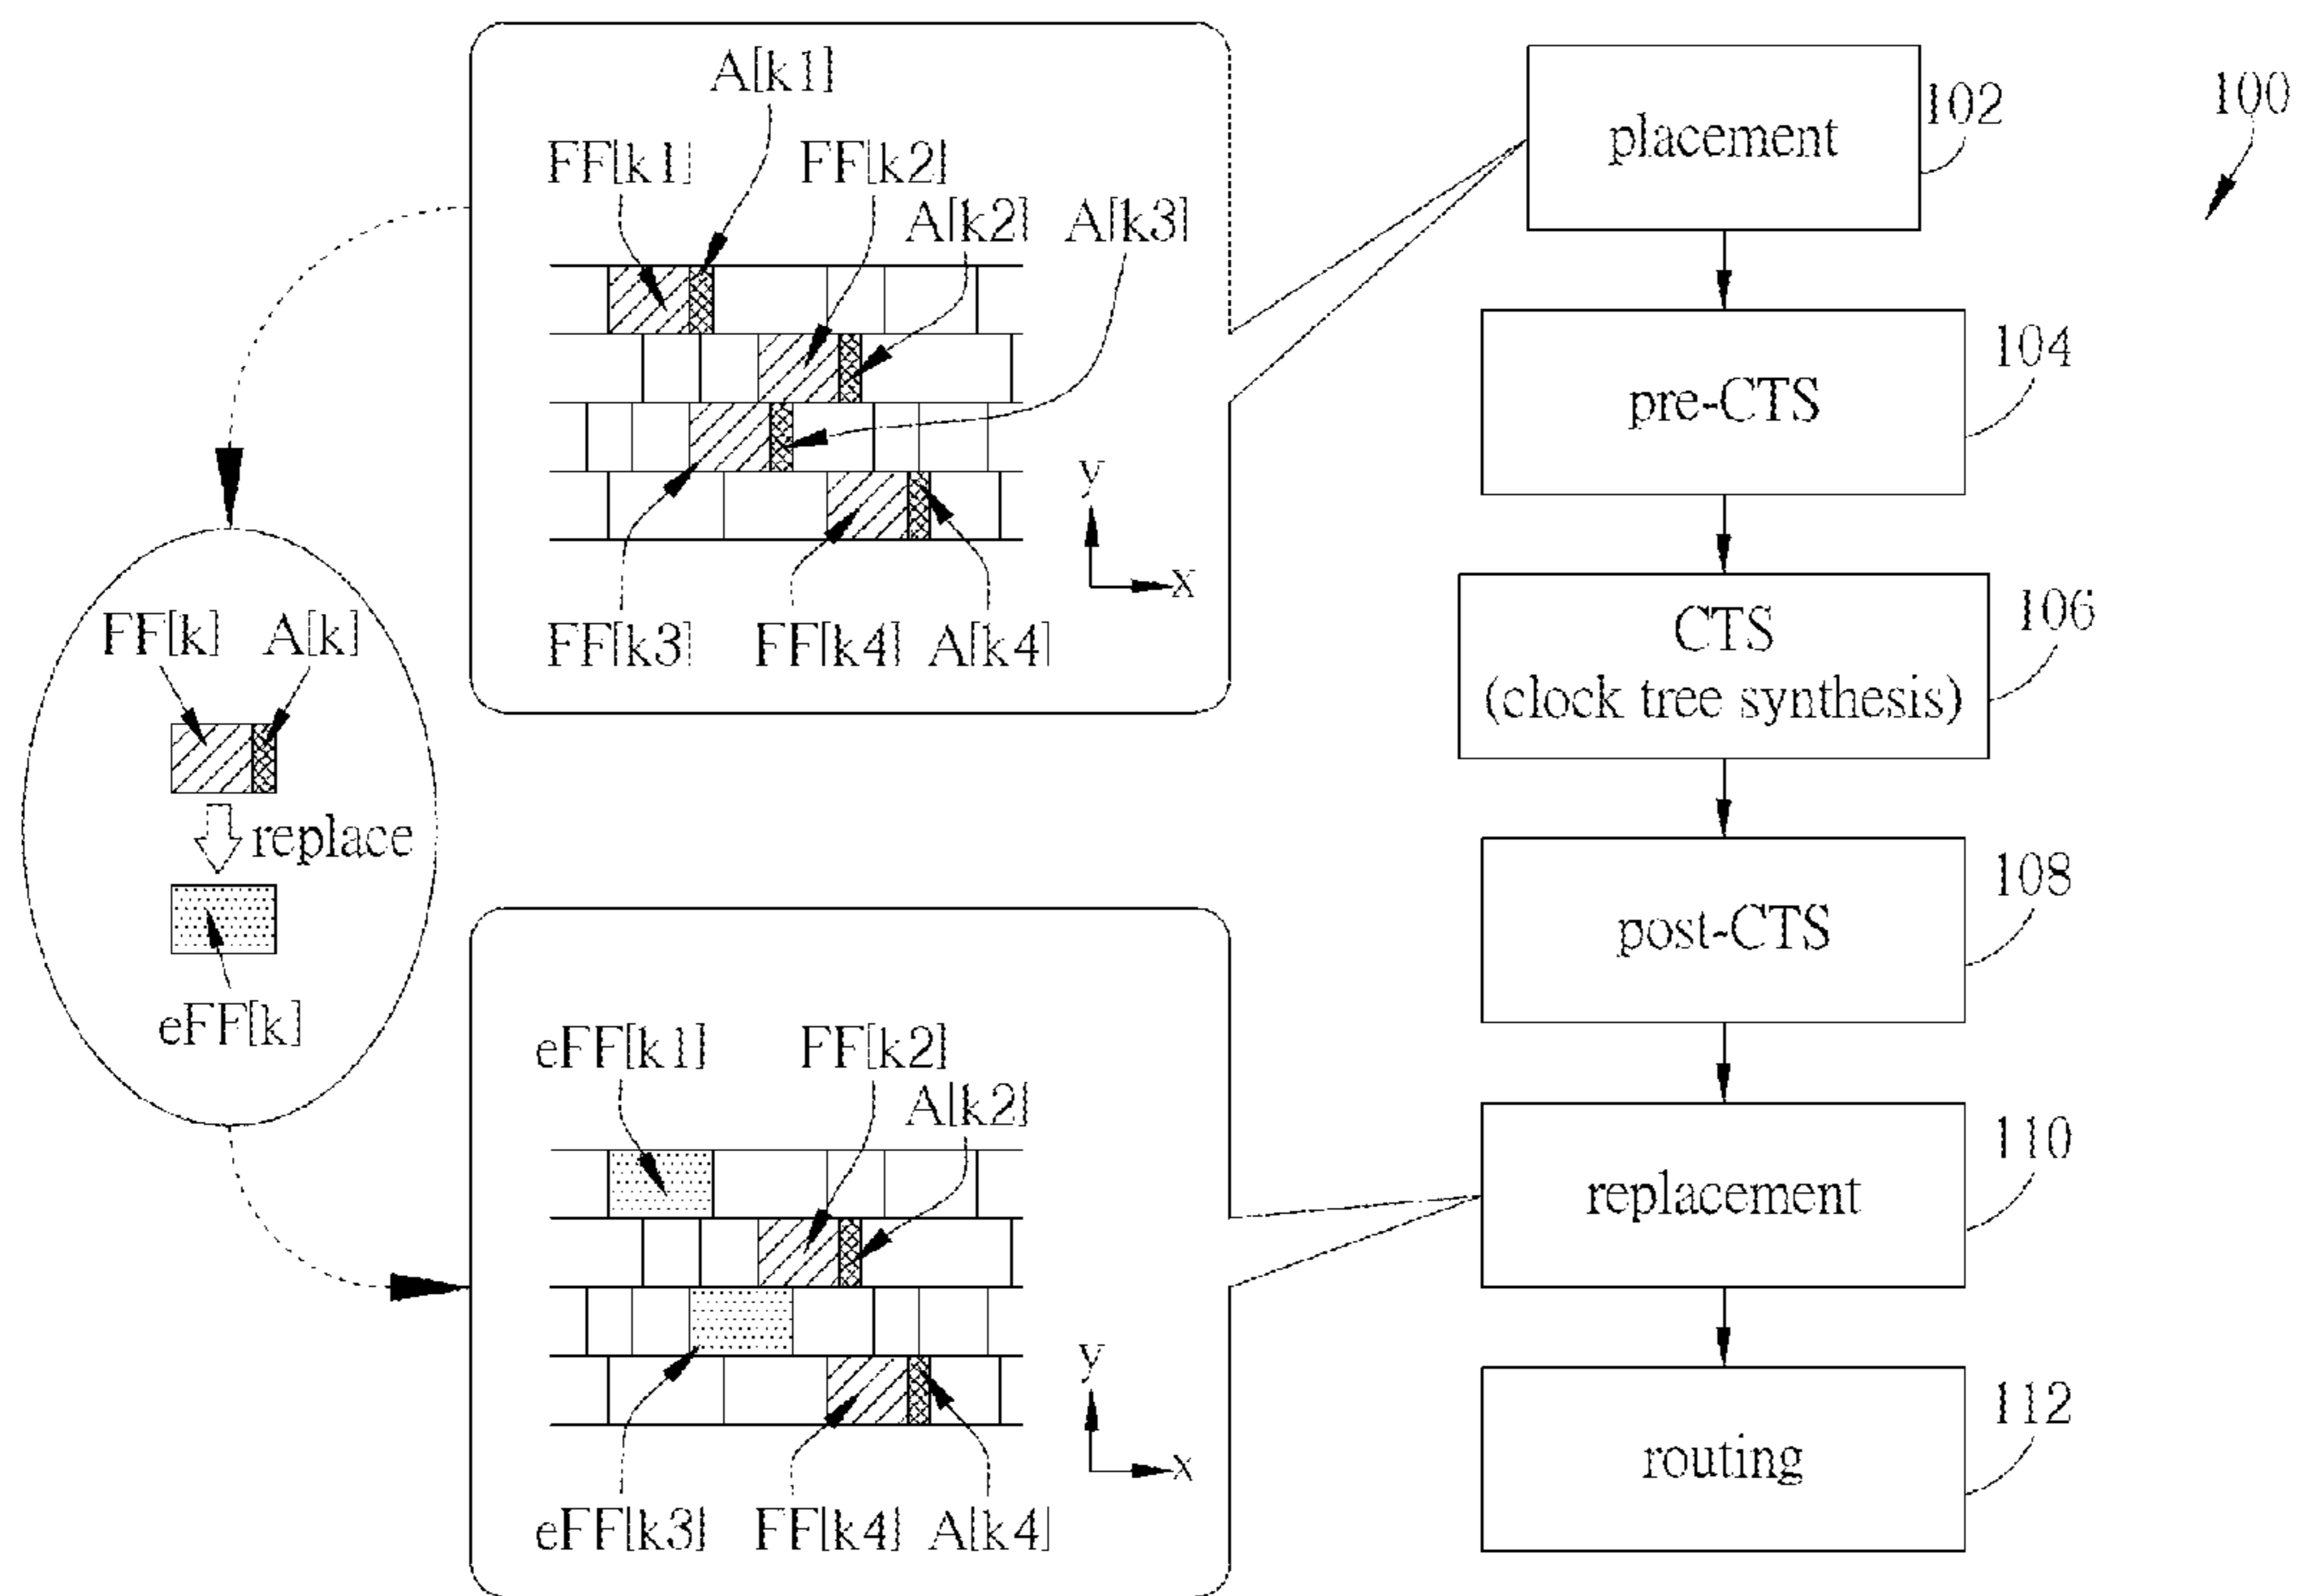 A[k1]
FF[k1]
FF[k2]
A[k2]
A[k3]
y
x
FF[k3]
FF[k4]
A[k4]
FF[k]
A[k]
replace
eFF[k]
eFF[k1]
FF[k2]
A[k2]
y
x
eFF[k3]
FF[k4]
A[k4]
100
placement
102
pre-CTS
104
CTS
(clock tree synthesis)
106
post-CTS
108
replacement
110
routing
112